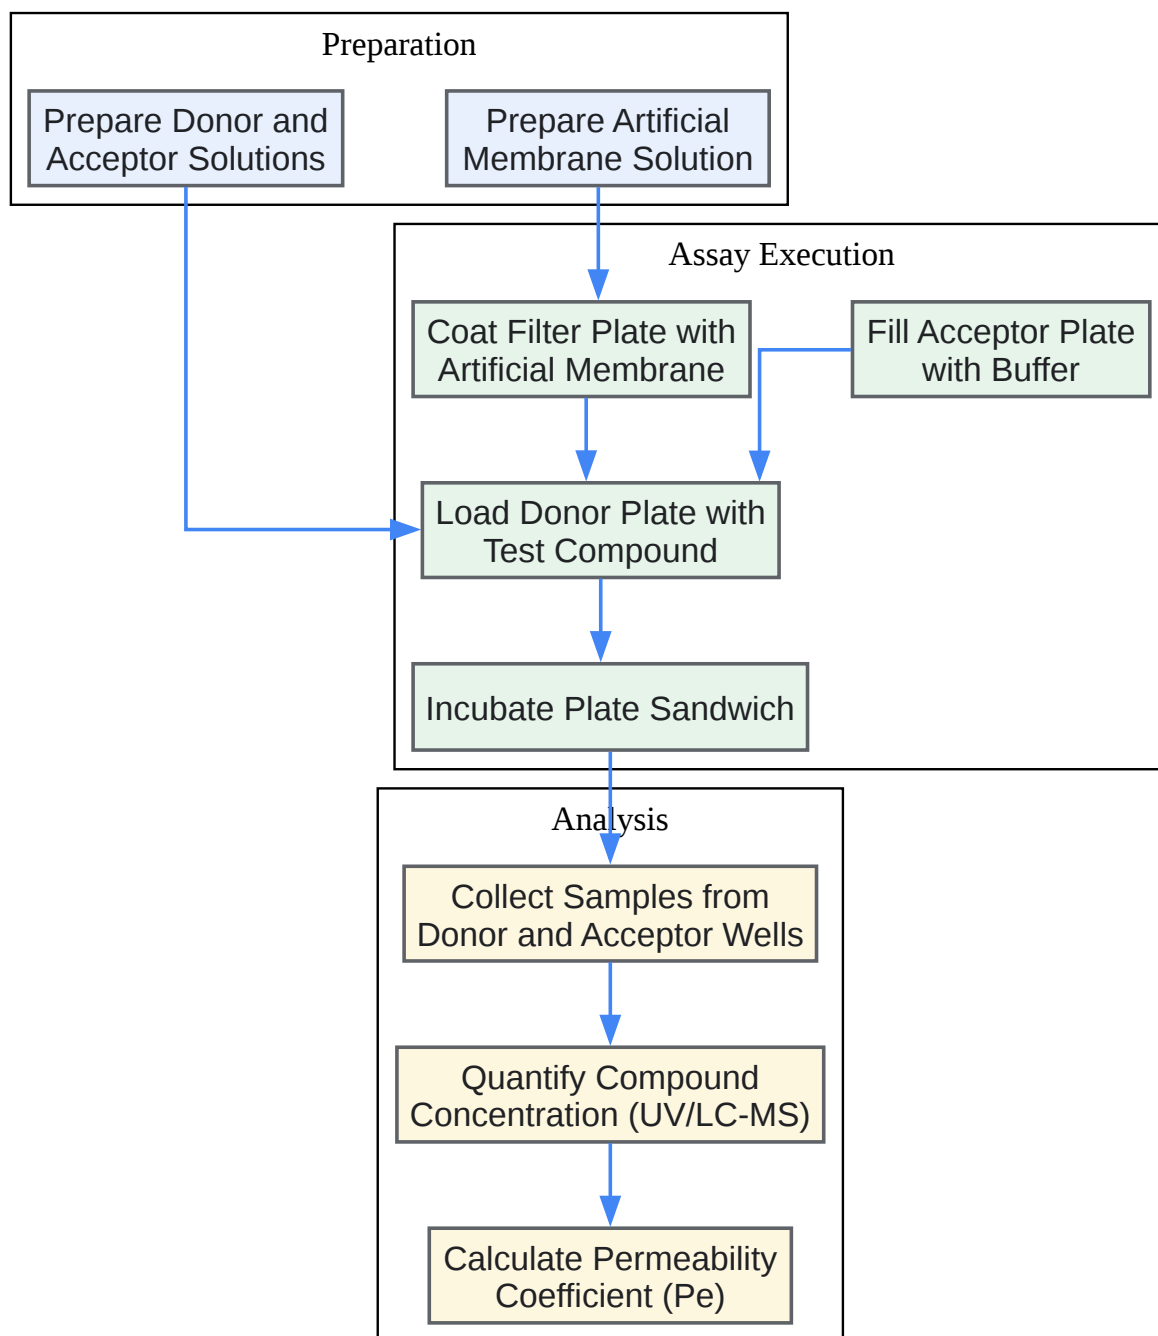 Preparation
Prepare Donor and
Acceptor Solutions
Prepare Artificial
Membrane Solution
Assay Execution
Coat Filter Plate with
Artificial Membrane
Fill Acceptor Plate
with Buffer
Load Donor Plate with
Test Compound
Incubate Plate Sandwich
Analysis
Collect Samples from
Donor and Acceptor Wells
Quantify Compound
Concentration (UV/LC-MS)
Calculate Permeability
Coefficient (Pe)